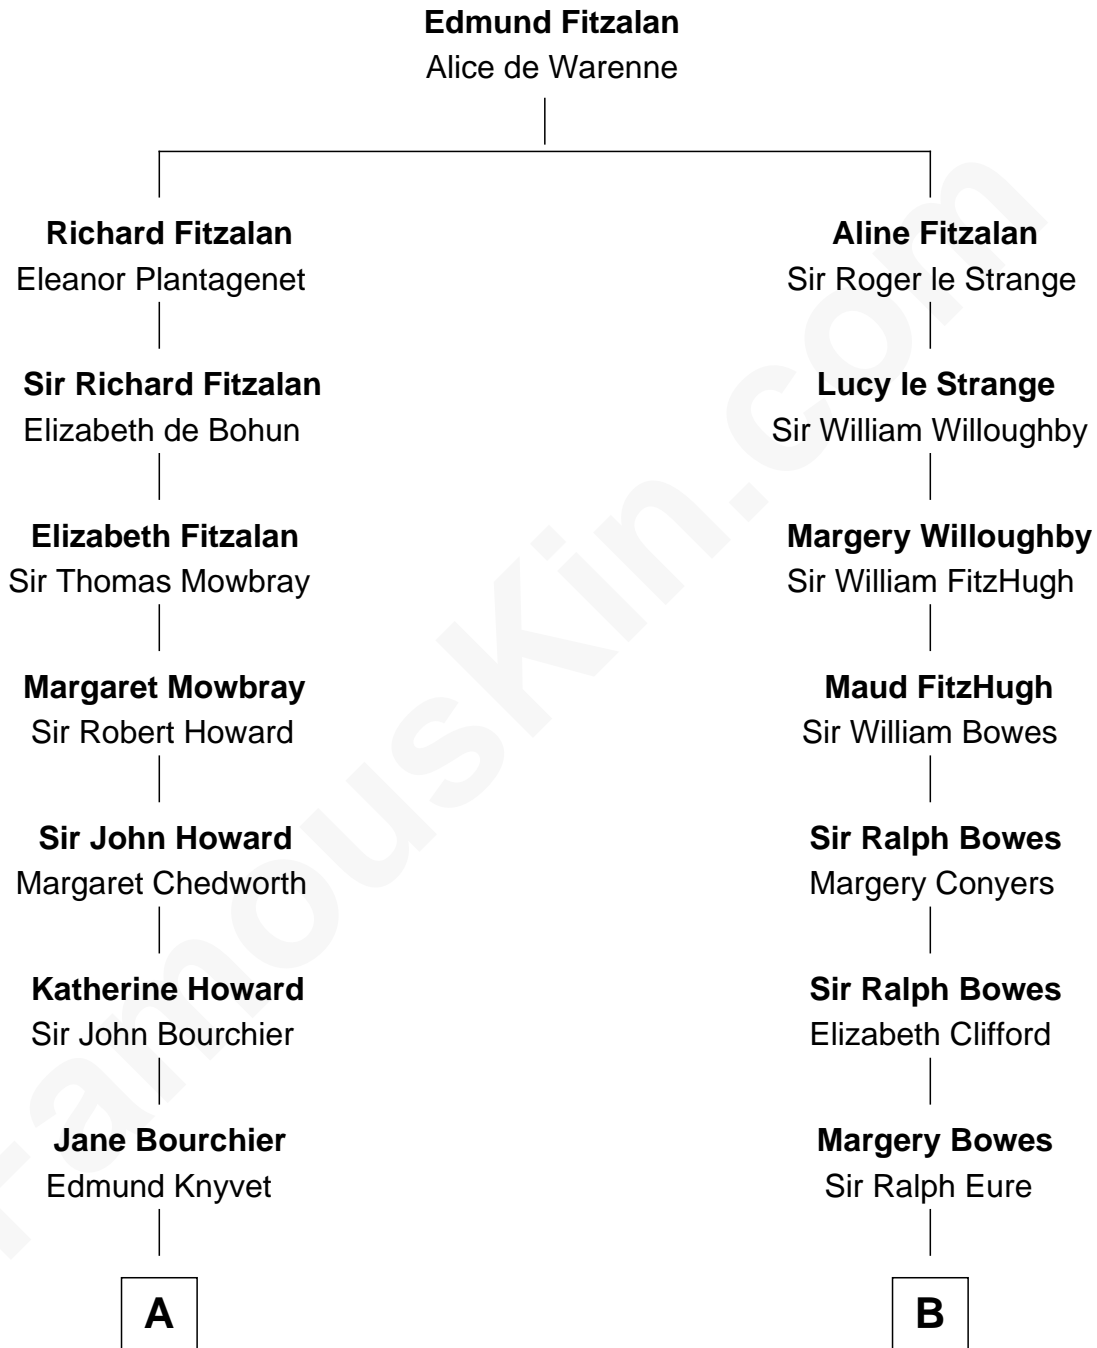 Edmund Fitzalan
Alice de Warenne
Richard Fitzalan
Eleanor Plantagenet
Aline Fitzalan
Sir Roger le Strange
Sir Richard Fitzalan
Elizabeth de Bohun
Lucy le Strange
Sir William Willoughby
Elizabeth Fitzalan
Sir Thomas Mowbray
Margery Willoughby
Sir William FitzHugh
Margaret Mowbray
Sir Robert Howard
Maud FitzHugh
Sir William Bowes
Sir John Howard
Margaret Chedworth
Sir Ralph Bowes
Margery Conyers
Katherine Howard
Sir John Bourchier
Sir Ralph Bowes
Elizabeth Clifford
Jane Bourchier
Edmund Knyvet
Margery Bowes
Sir Ralph Eure
A
B
FamousKin.com